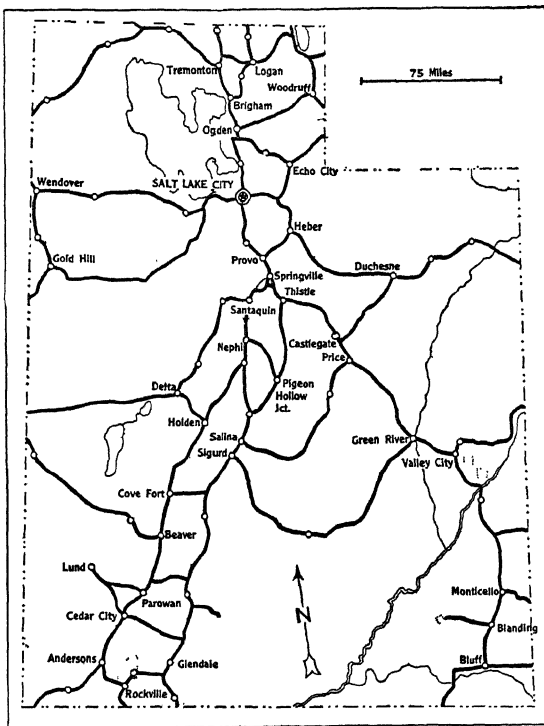 75 Miles
Tremonton
Logan
Woodruff
Brigham
Ogden
Echo City
Wendover
SALT LAKE CITY
Heber
Provo
Gold Hill
Duchesne
Springville
Thistle
Santaquin
Castlegate
Nephi
Price
Delta
Pigeon
Hollow
Jct.
Holden
Salina
Green River
Sigurd
Valley City
Cove Fort
Beaver
Lund
Parowan
Monticello
Cedar City
Blanding
N
Andersons
Glendale
Bluff
Rockville